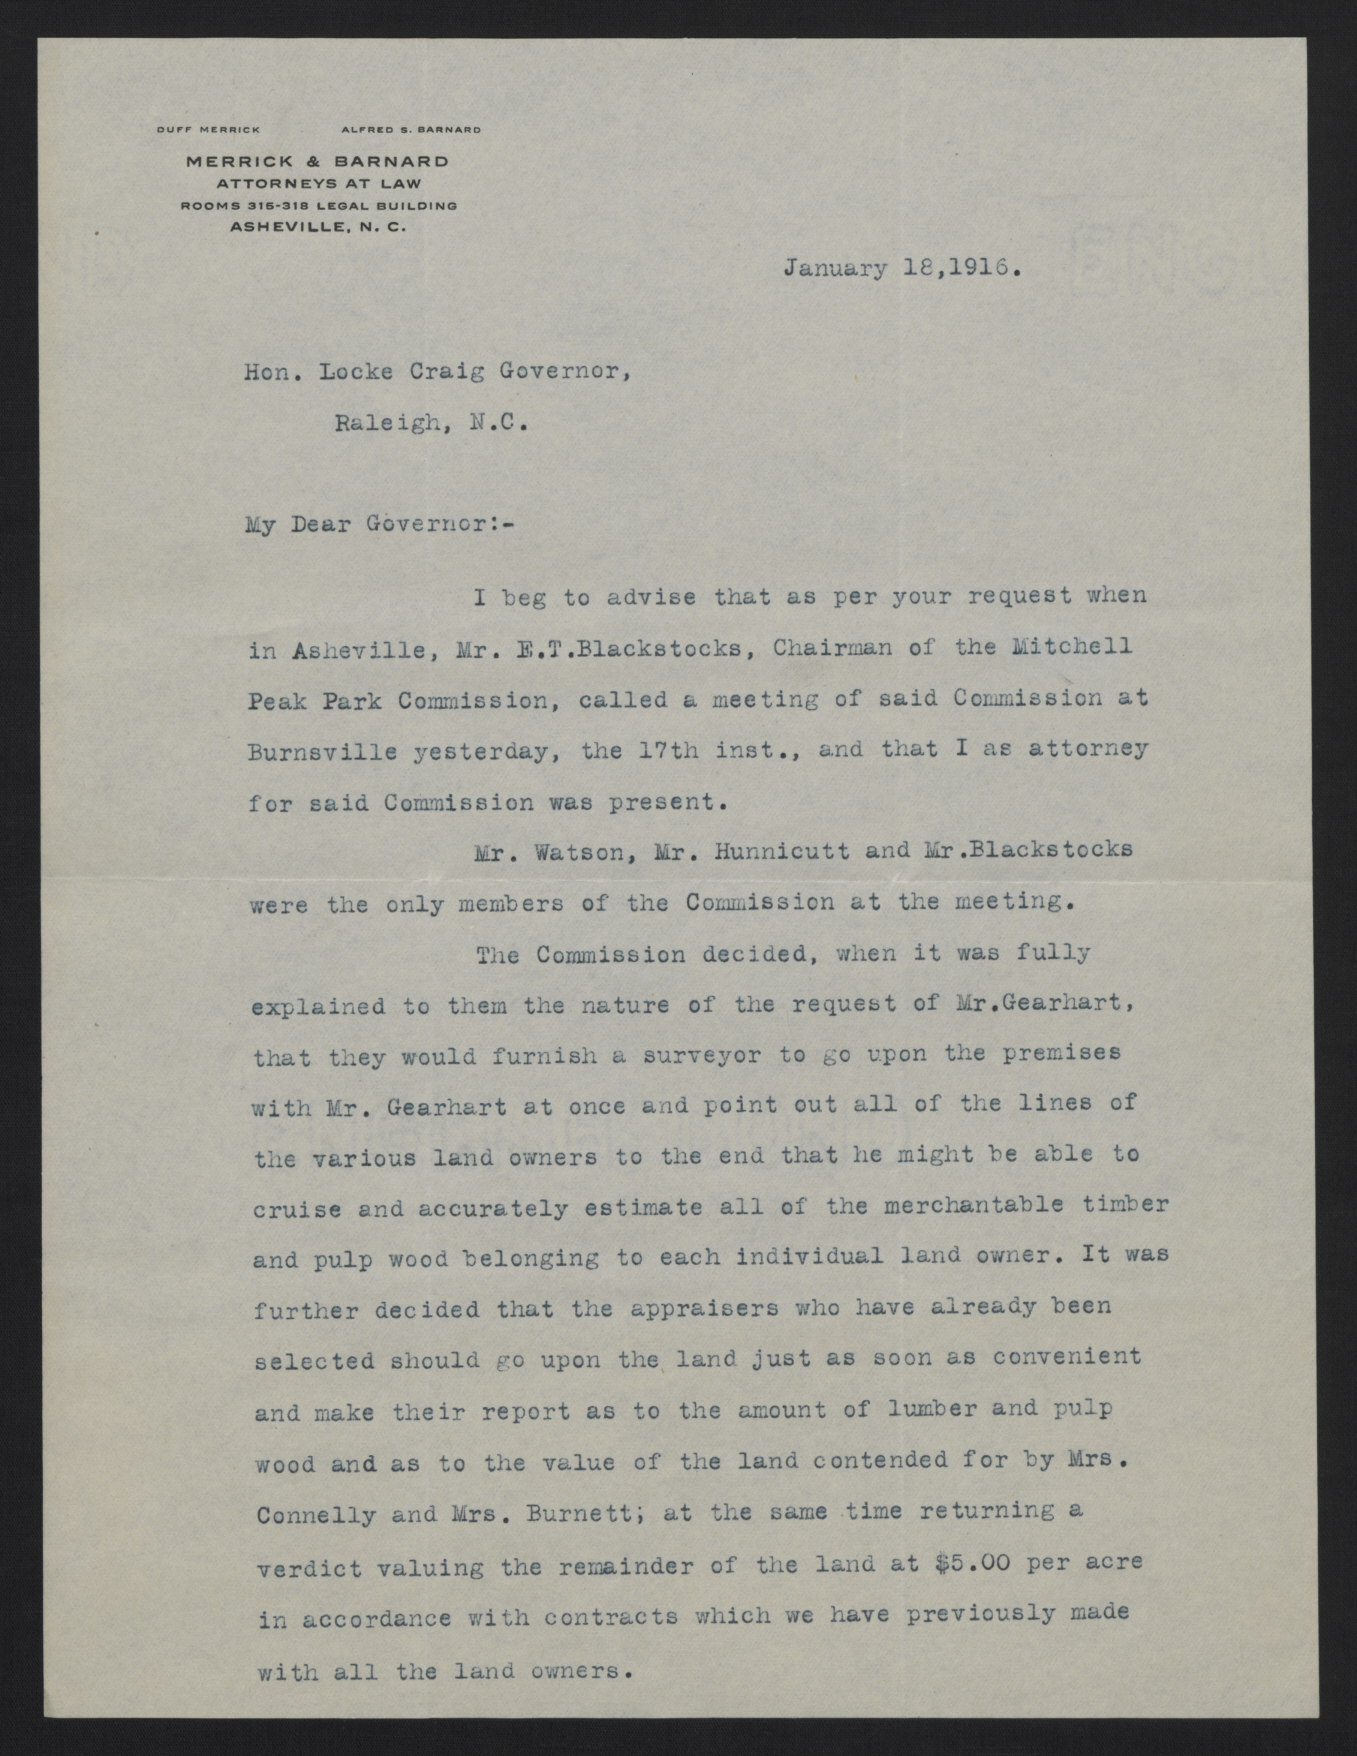 DUFF MERRICK ALFRED S. BARNARD
MERRICK & BARNARD
ATTORNEYS AT LAW
ROOMS 315-318 LEGAL BUILDING
ASHEVILLE, N. C.
January 18,1916.
Hon. Locke Craig Governor,
Raleigh, N.C.
My Dear Governor:-
I beg to advise that as per your request when
in Asheville, Mr. E.T.Blackstocks, Chairman of the Mitchell
Peak Park Commission, called a meeting of said Commission at
Burnsville yesterday, the 17th inst., and that I as attorney
for said Commission was present.
Mr. Watson, Mr. Hunnicutt and Mr.Blackstocks
were the only members of the Commission at the meeting.
The Commission decided, when it was fully
explained to them the nature of the request of Mr.Gearhart,
that they would furnish a surveyor to go upon the premises
with Mr. Gearhart at once and point out all of the lines of
the various land owners to the end that he might be able to
cruise and accurately estimate all of the merchantable timber
and pulp wood belonging to each individual land owner. It was
further decided that the appraisers who have already been
selected should go upon the land just as soon as convenient
and make their report as to the amount of lumber and pulp
wood and as to the value of the land contended for by Mrs.
Connelly and Mrs. Burnett; at the same time returning a
verdict valuing the remainder of the land at $5.00 per acre
in accordance with contracts which we have previously made
with all the land owners.